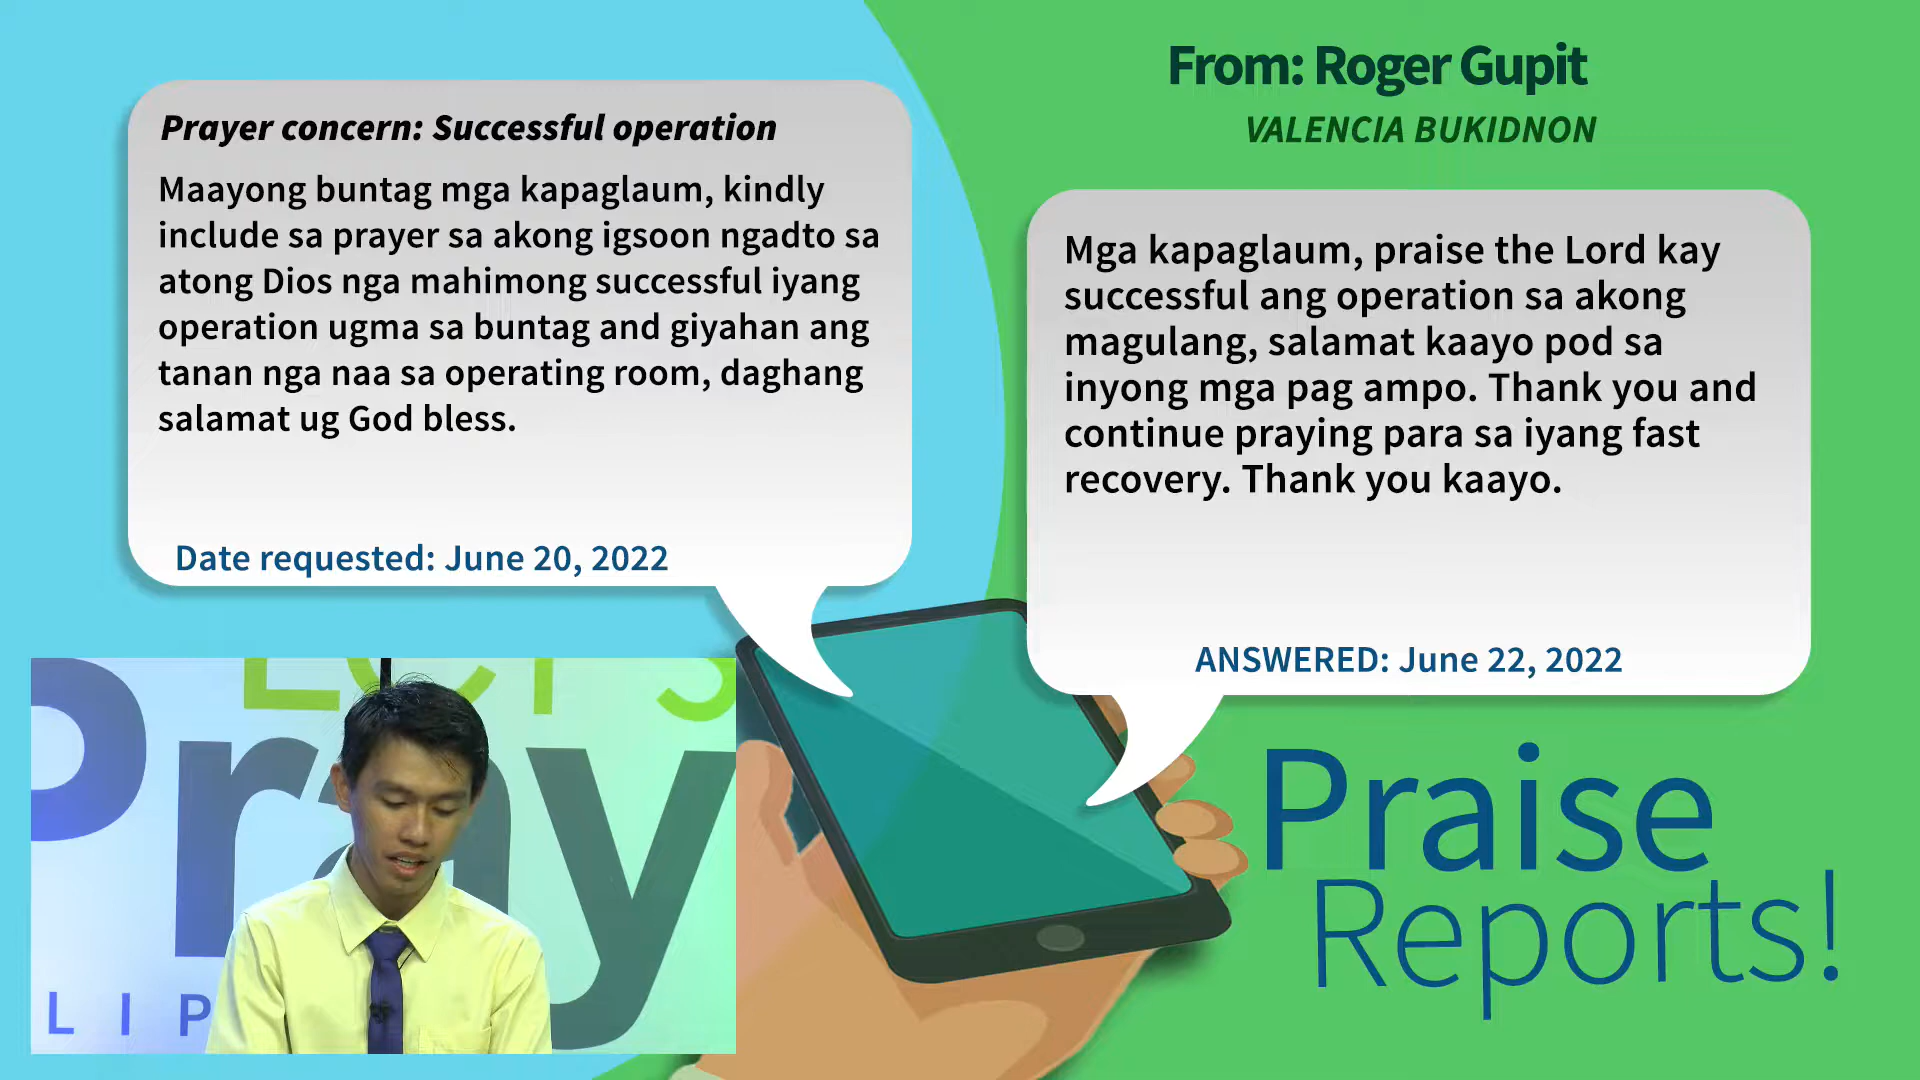 From: Roger Gupit
VALENCIA BUKIDNON
Prayer concern: Successful operation
Maayong buntag mga kapaglaum, kindly
include sa prayer sa akong igsoon ngadto sa
atong Dios nga mahimong successful iyang
operation ugma sa buntag and giyahan ang
tanan nga naa sa operating room, daghang
salamat ug God bless.
Date requested: June 20, 2022
Mga kapaglaum, praise the Lord kay
successful ang operation sa akong
magulang, salamat kaayo pod sa
inyong mga pag ampo. Thank you and
continue praying para sa iyang fast
recovery. Thank you kaayo.
ANSWERED: June 22, 2022
Praise
Reports!
LET'S
Pray
LIP